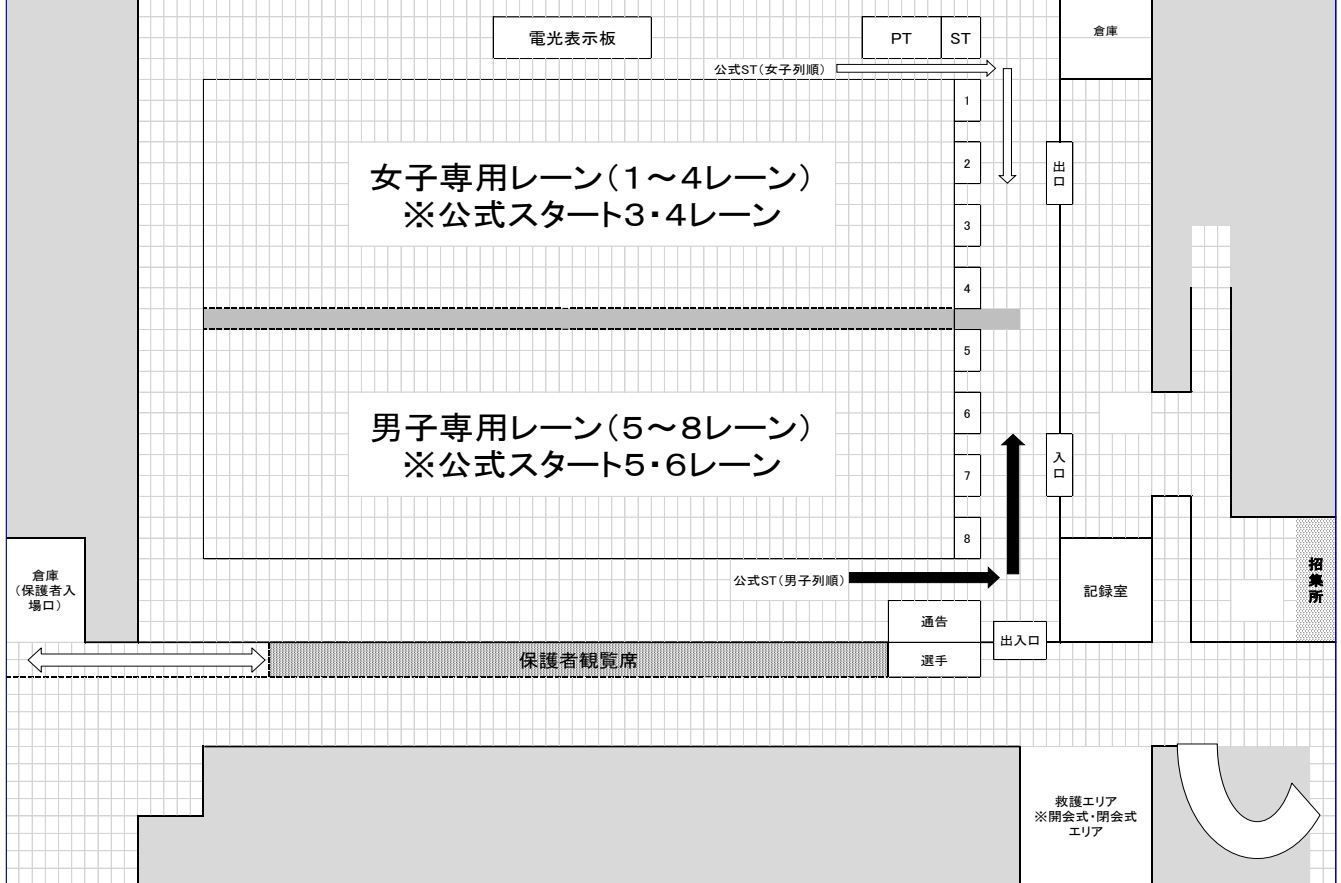 電光表示板
PT
ST
倉庫
公式ST(女子列順)
1
2
3
4
女子専用レーン(1～4レーン)
※公式スタート3・4レーン
出口
5
6
7
8
男子専用レーン(5～8レーン)
※公式スタート5・6レーン
入口
公式ST(男子列順)
倉庫
(保護者入
場口)
記録室
招集所
通告
選手
出入口
保護者観覧席
救護エリア
※開会式・閉会式
エリア